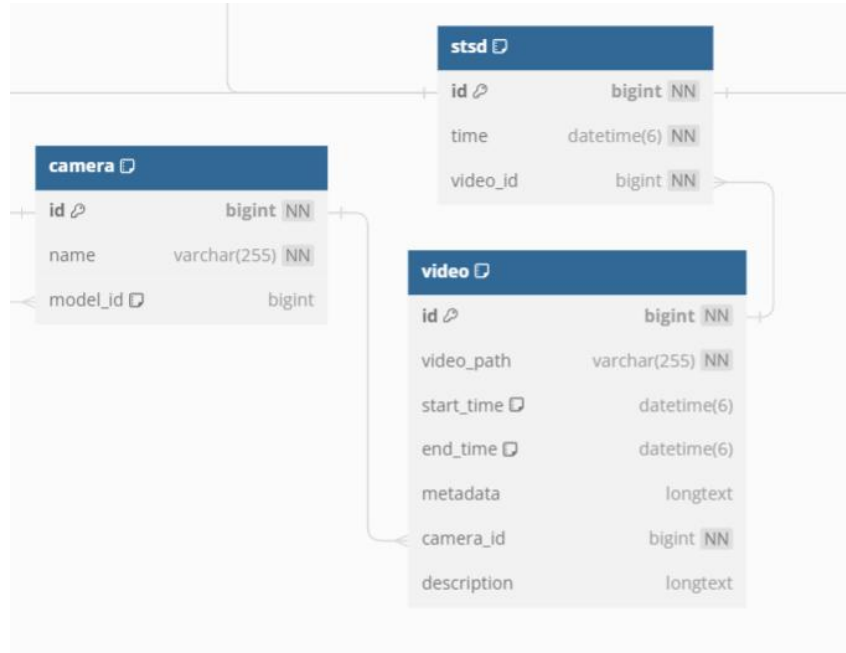 stsd
id bigint NN
time datetime(6) NN
video_id bigint NN
camera
id bigint NN
name varchar(255) NN
model_id bigint
video
id bigint NN
video_path varchar(255) NN
start_time datetime(6)
end_time datetime(6)
metadata longtext
camera_id bigint NN
description longtext